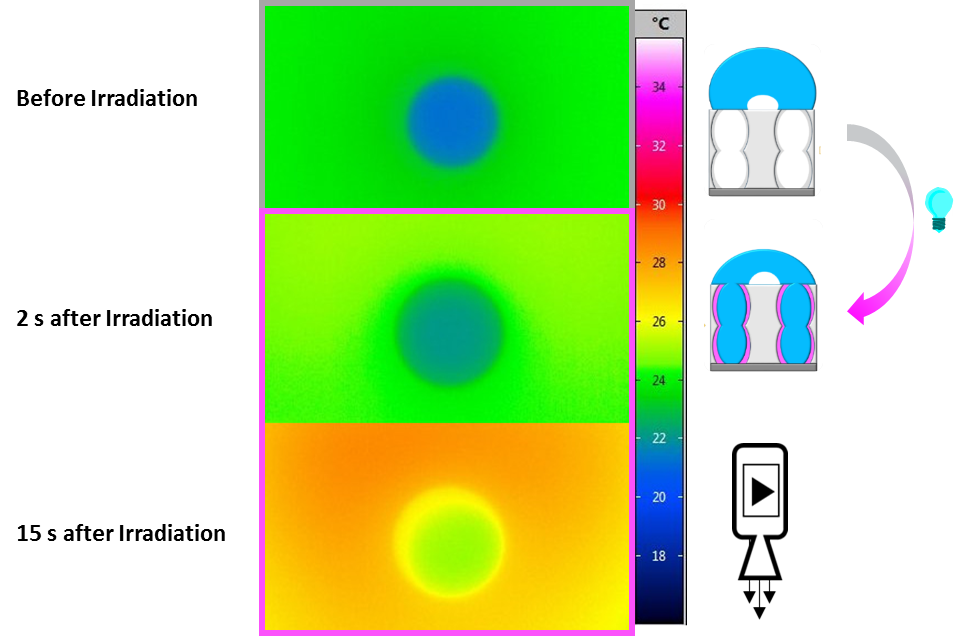 Before Irradiation
2 s after Irradiation
15 s after Irradiation
°C
34
32
30
28
26
24
22
20
18